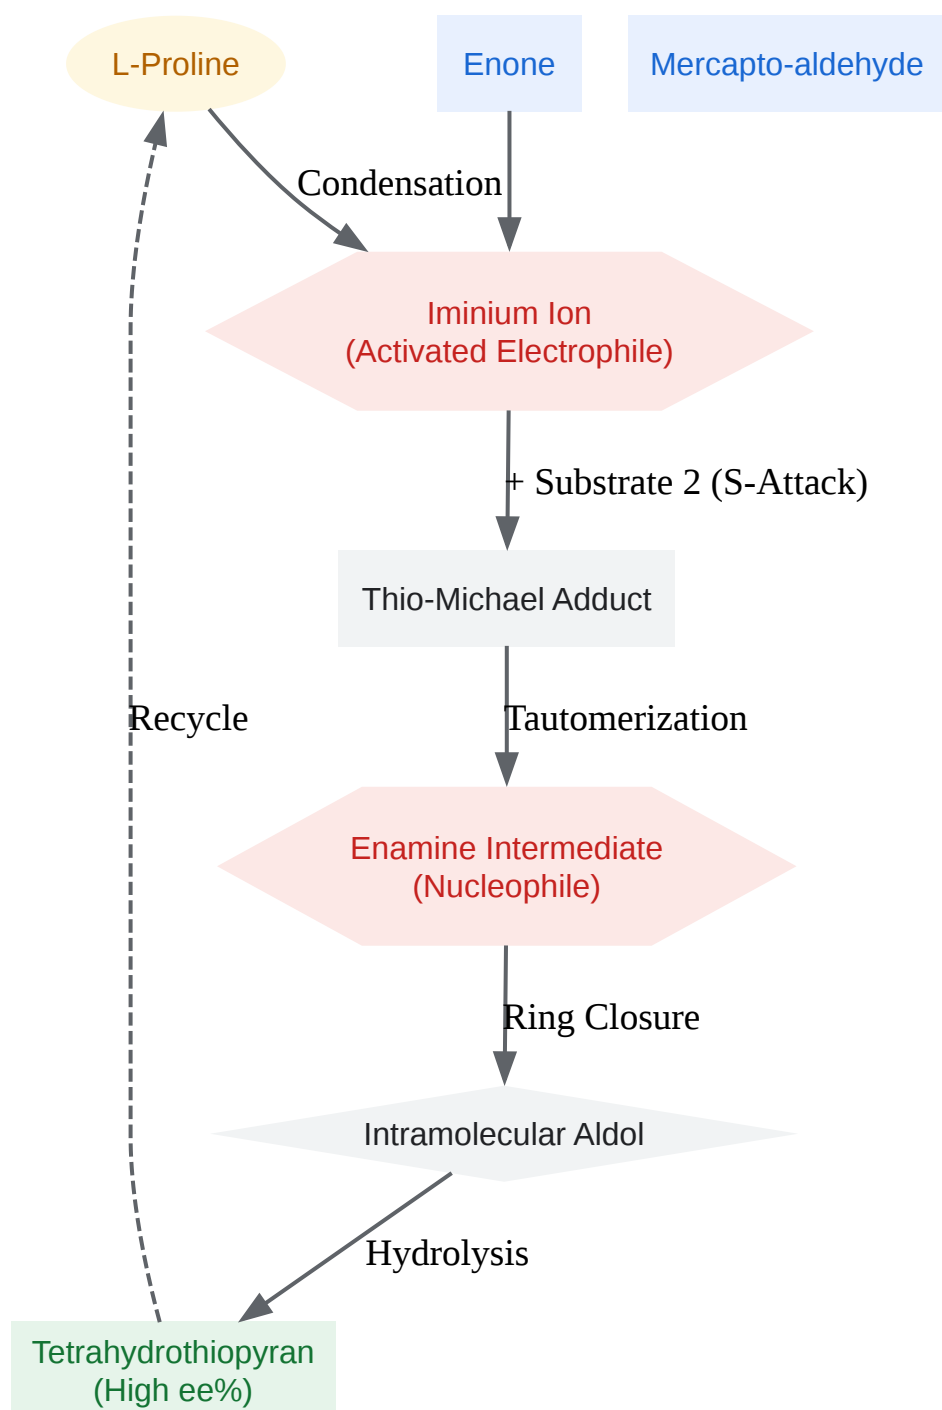 L-Proline
Enone
Mercapto-aldehyde
Condensation
Iminium Ion
(Activated Electrophile)
+ Substrate 2 (S-Attack)
Thio-Michael Adduct
Recycle
Tautomerization
Enamine Intermediate
(Nucleophile)
Ring Closure
Intramolecular Aldol
Hydrolysis
Tetrahydrothiopyran
(High ee%)